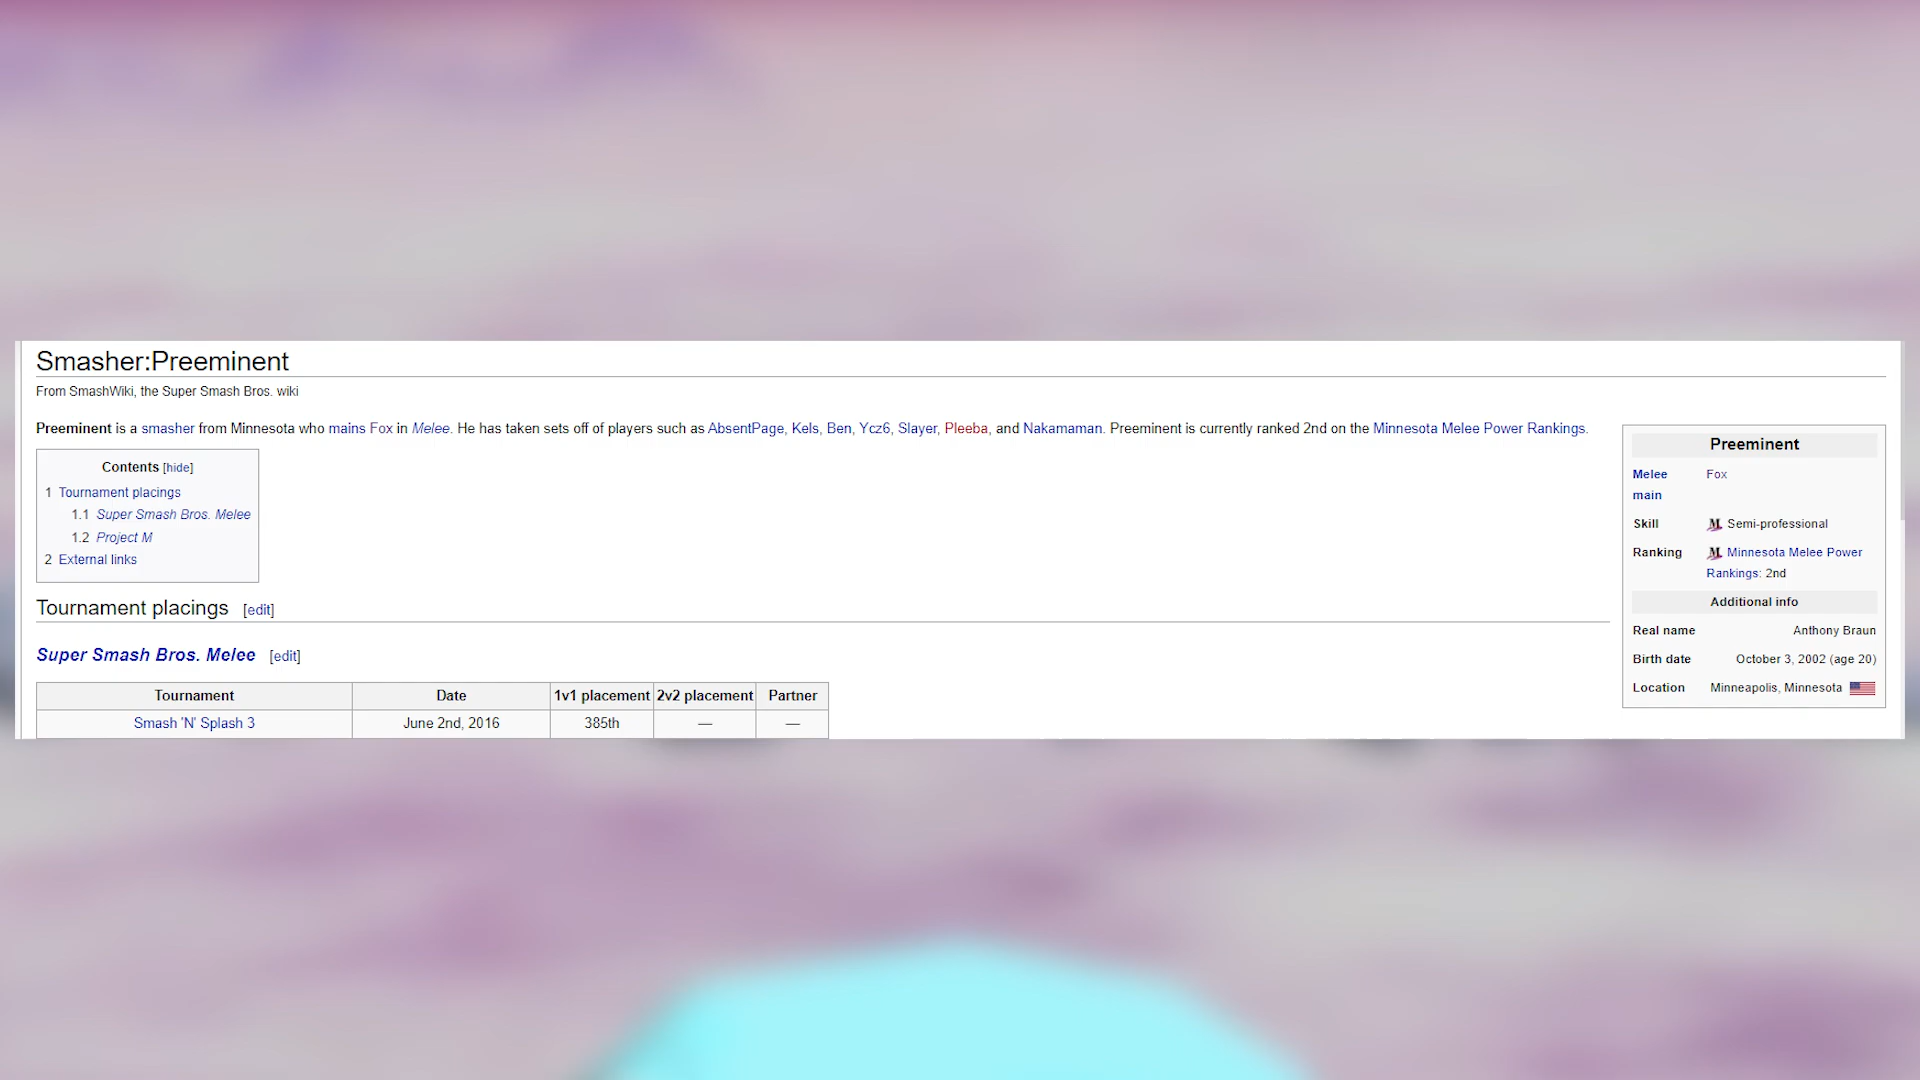 Smasher:Preeminent
From SmashWiki, the Super Smash Bros. wiki
Preeminent is a smasher from Minnesota who mains Fox in Melee. He has taken sets off of players such as AbsentPage, Kels, Ben, Ycz6, Slayer, Pleeba, and Nakamaman. Preeminent is currently ranked 2nd on the Minnesota Melee Power Rankings.
Contents [hide]
1 Tournament placings
1.1 Super Smash Bros. Melee
1.2 Project M
2 External links
Tournament placings [edit]
Super Smash Bros. Melee [edit]
Tournament Date 1v1 placement 2v2 placement Partner
Smash 'N' Splash 3 June 2nd, 2016 385th — —
Preeminent
Melee Fox
main
Skill M Semi-professional
Ranking M Minnesota Melee Power
Rankings: 2nd
Additional info
Real name Anthony Braun
Birth date October 3, 2002 (age 20)
Location Minneapolis, Minnesota